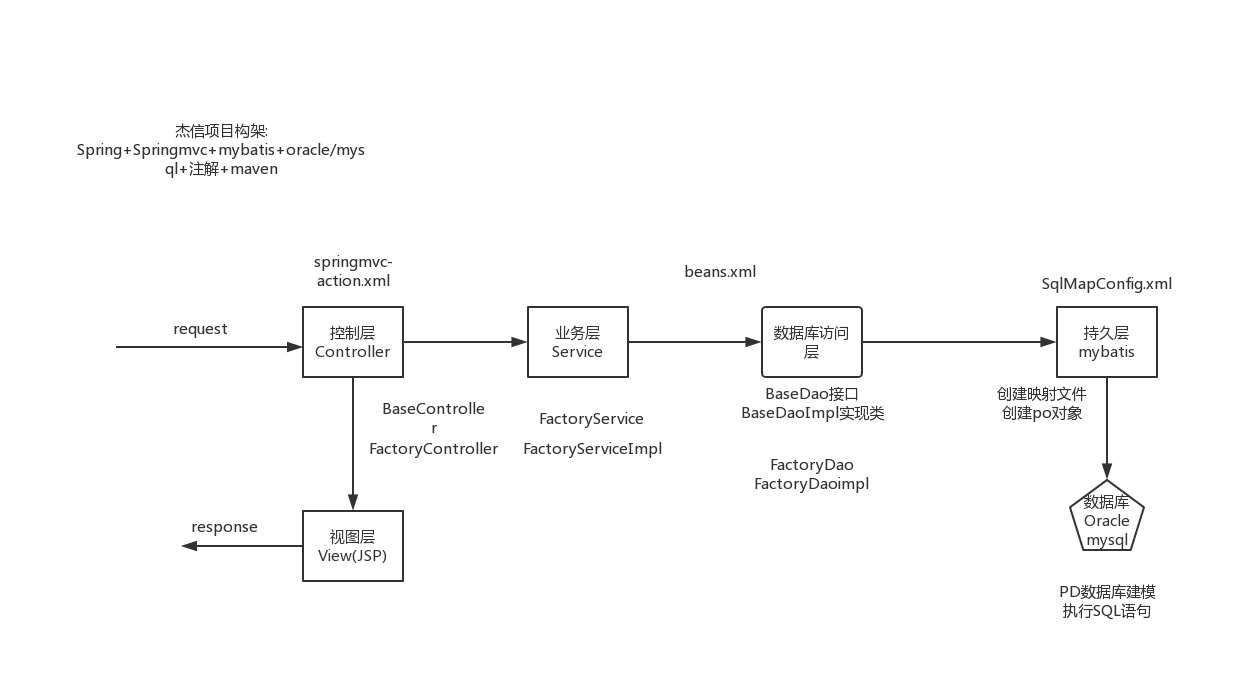 杰信项目构架:
Spring+Springmvc+mybatis+oracle/mys
ql+注解+maven
springmvc-
action.xml
beans.xml
SqlMapConfig.xml
request
控制层
Controller
业务层
Service
数据库访问
层
持久层
mybatis
BaseControlle
r
FactoryController
FactoryService
FactoryServiceImpl
BaseDao接口
BaseDaoImpl实现类
FactoryDao
FactoryDaoimpl
创建映射文件
创建po对象
response
视图层
View(JSP)
数据库
Oracle
mysql
PD数据库建模
执行SQL语句